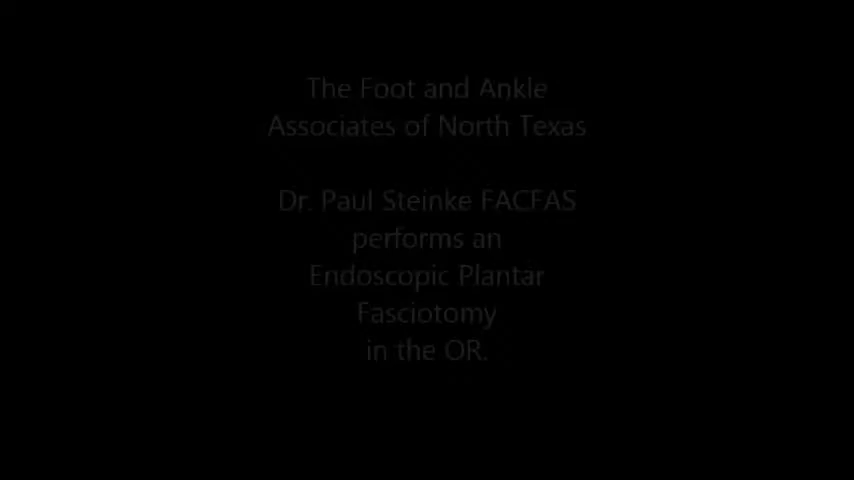 The Foot and Ankle
Associates of North Texas
Dr. Paul Steinke FACFAS
performs an
Endoscopic Plantar
Fasciotomy
in the OR.